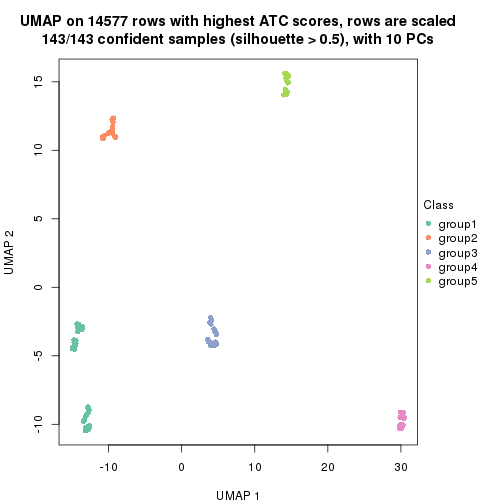 UMAP on 14577 rows with highest ATC scores, rows are scaled
143/143 confident samples (silhouette > 0.5), with 10 PCs
15
10
5
0
-5
-10
UMAP 2
-10 0 10 20 30
UMAP 1
Class
group1
group2
group3
group4
group5